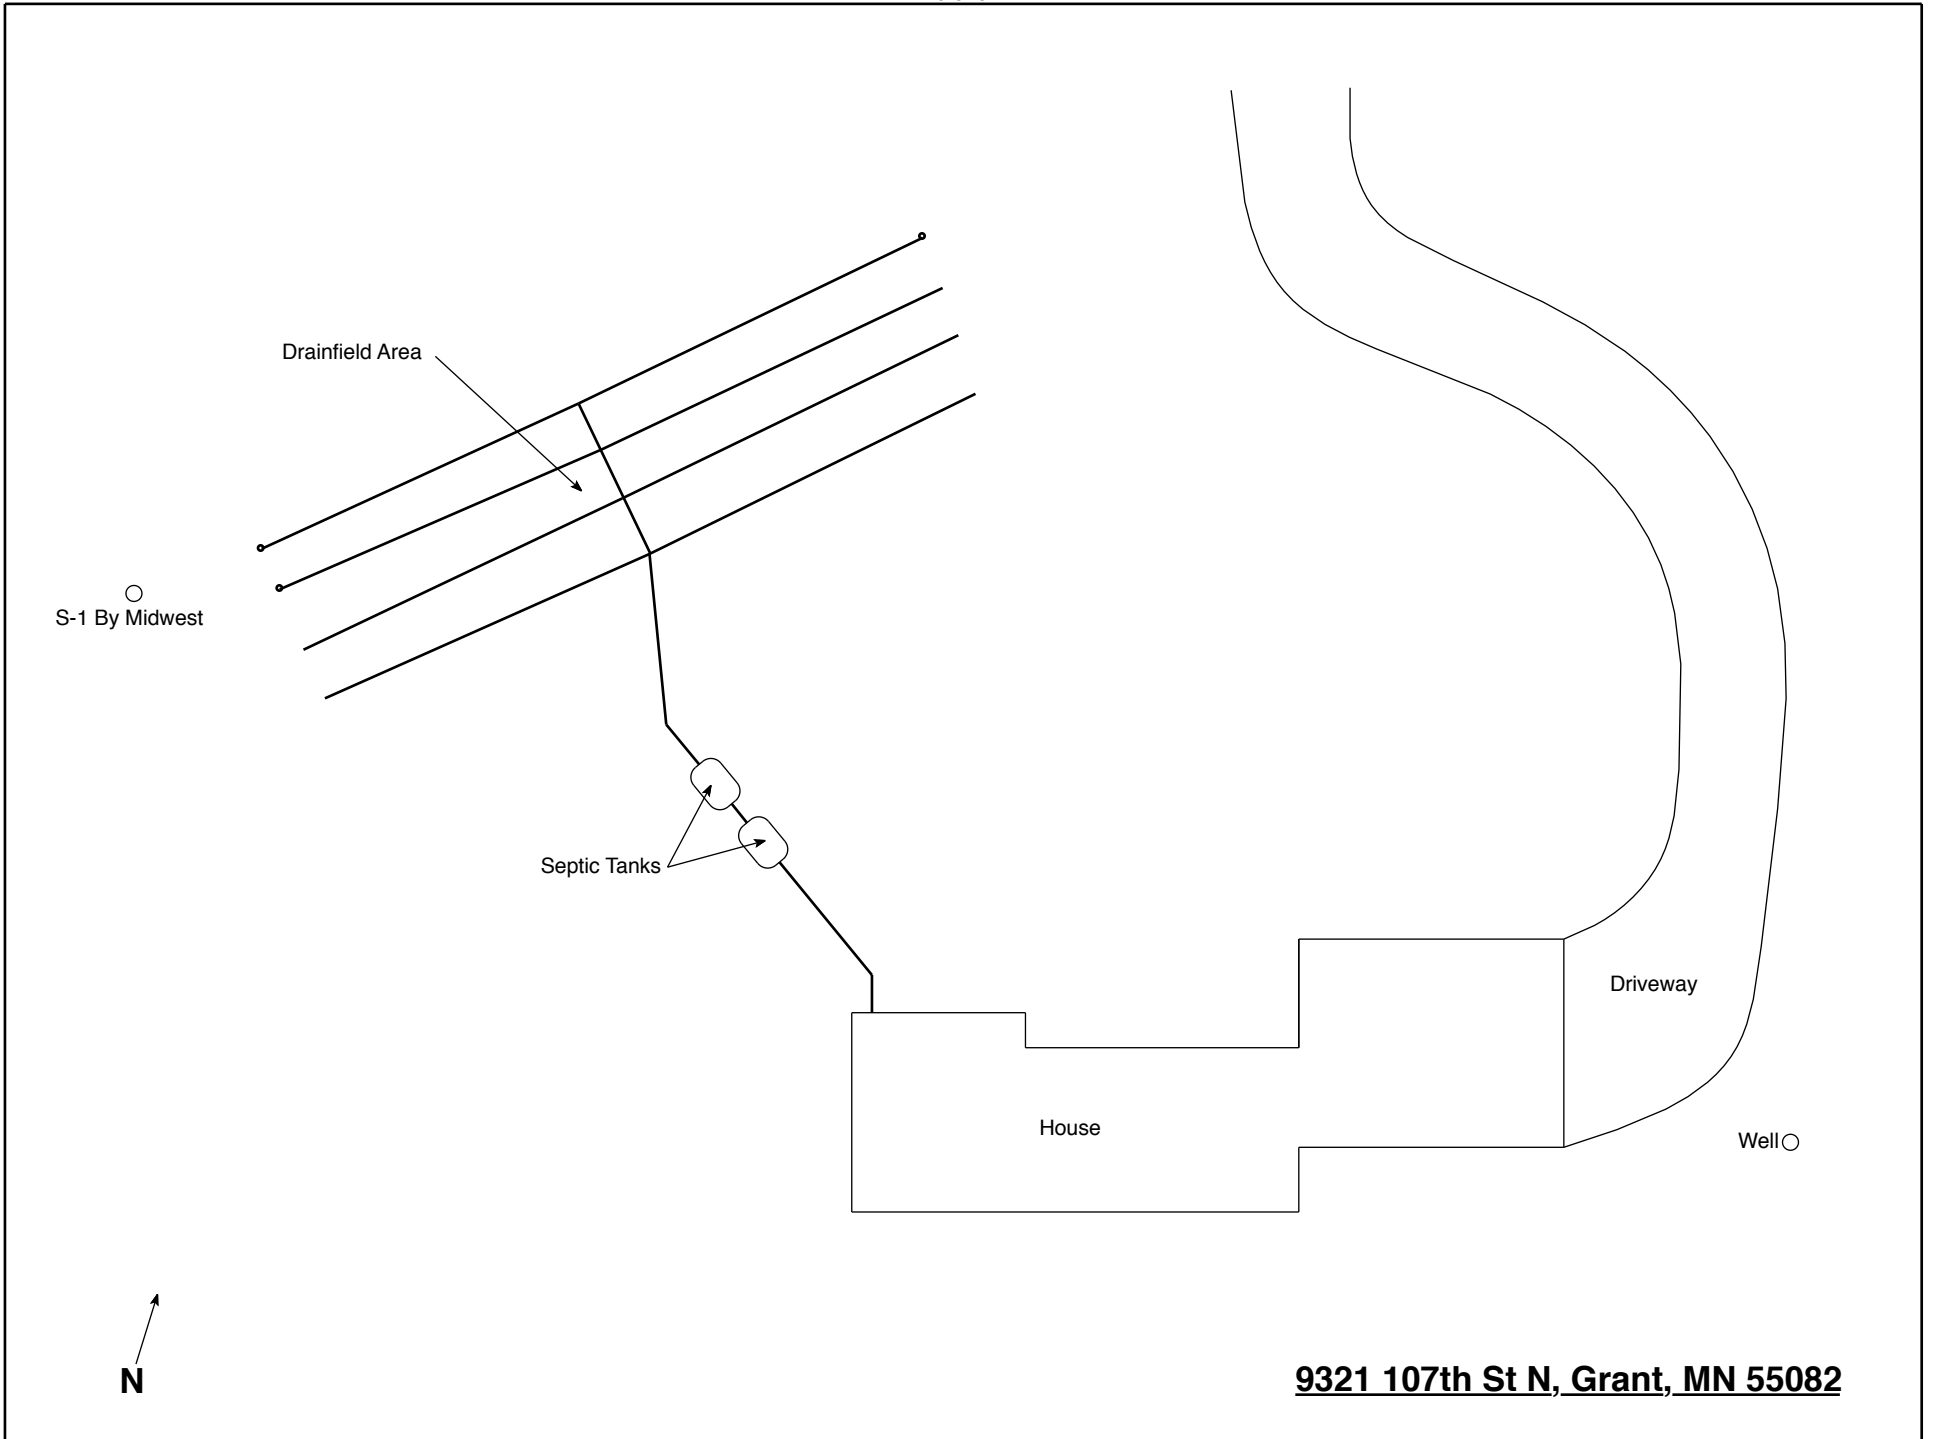 Drainfield Area
S-1 By Midwest
Septic Tanks
Driveway
House
Well
N
9321 107th St N, Grant, MN 55082